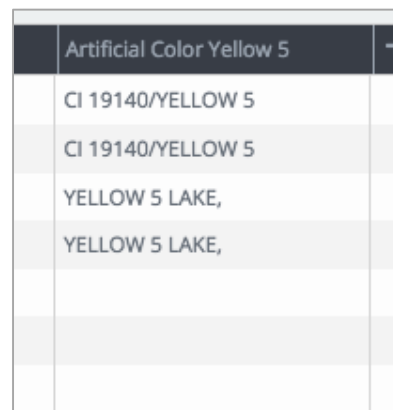 Artificial Color Yellow 5
CI 19140/YELLOW 5
CI 19140/YELLOW 5
YELLOW 5 LAKE,
YELLOW 5 LAKE,